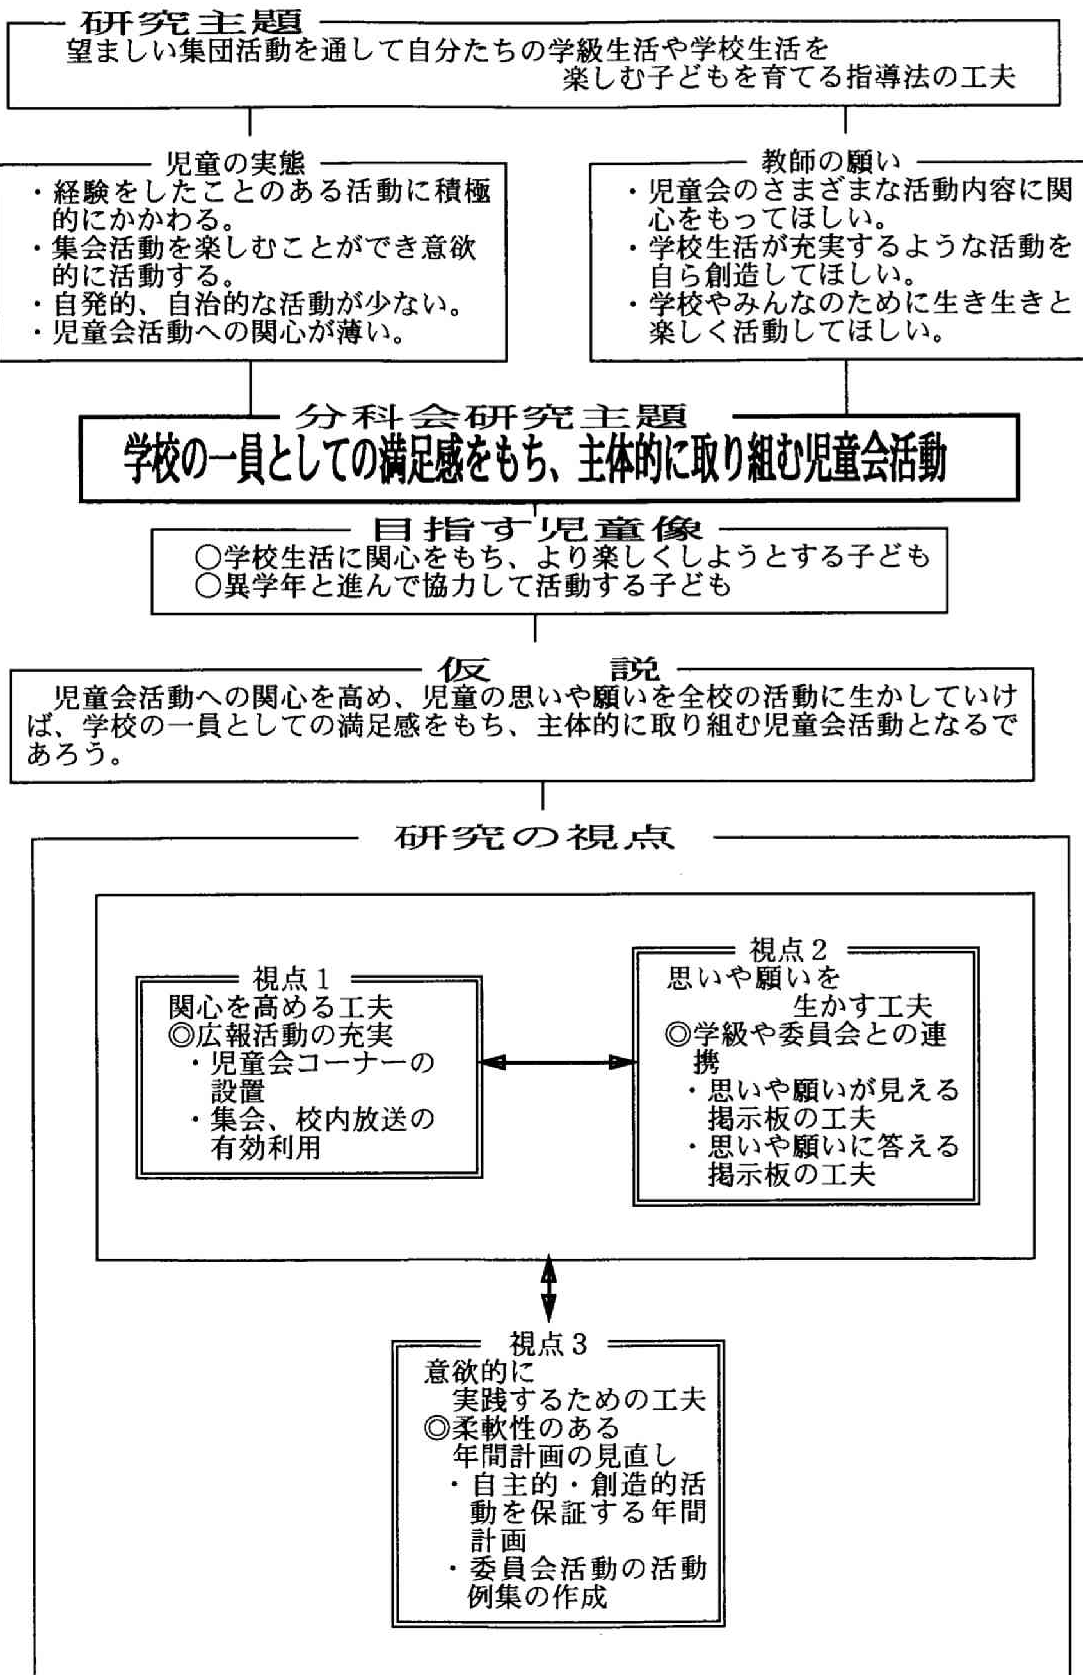 研究主題
望ましい集団活動を通して自分たちの学級生活や学校生活を
楽しむ子どもを育てる指導法の工夫
児童の実態
・経験をしたことのある活動に積極
的にかかわる。
・集会活動を楽しむことができ意欲
的に活動する。
・自発的、自治的な活動が少ない。
・児童会活動への関心が薄い。
教師の願い
・児童会のさまざまな活動内容に関
心をもってほしい。
・学校生活が充実するような活動を
自ら創造してほしい。
・学校やみんなのために生き生きと
楽しく活動してほしい。
分科会研究主題
学校の一員としての満足感をもち、主体的に取り組む児童会活動
目指す児童像
○学校生活に関心をもち、より楽しくしようとする子ども
○異学年と進んで協力して活動する子ども
仮説
児童会活動への関心を高め、児童の思いや願いを全校の活動に生かしていけ
ば、学校の一員としての満足感をもち、主体的に取り組む児童会活動となるで
あろう。
研究の視点
視点1
関心を高める工夫
◎広報活動の充実
・児童会コーナーの
設置
・集会、校内放送の
有効利用
視点2
思いや願いを
生かす工夫
◎学級や委員会との連
携
・思いや願いが見える
掲示板の工夫
・思いや願いに答える
掲示板の工夫
視点3
意欲的に
実践するための工夫
◎柔軟性のある
年間計画の見直し
・自主的・創造的活
動を保証する年間
計画
・委員会活動の活動
例集の作成